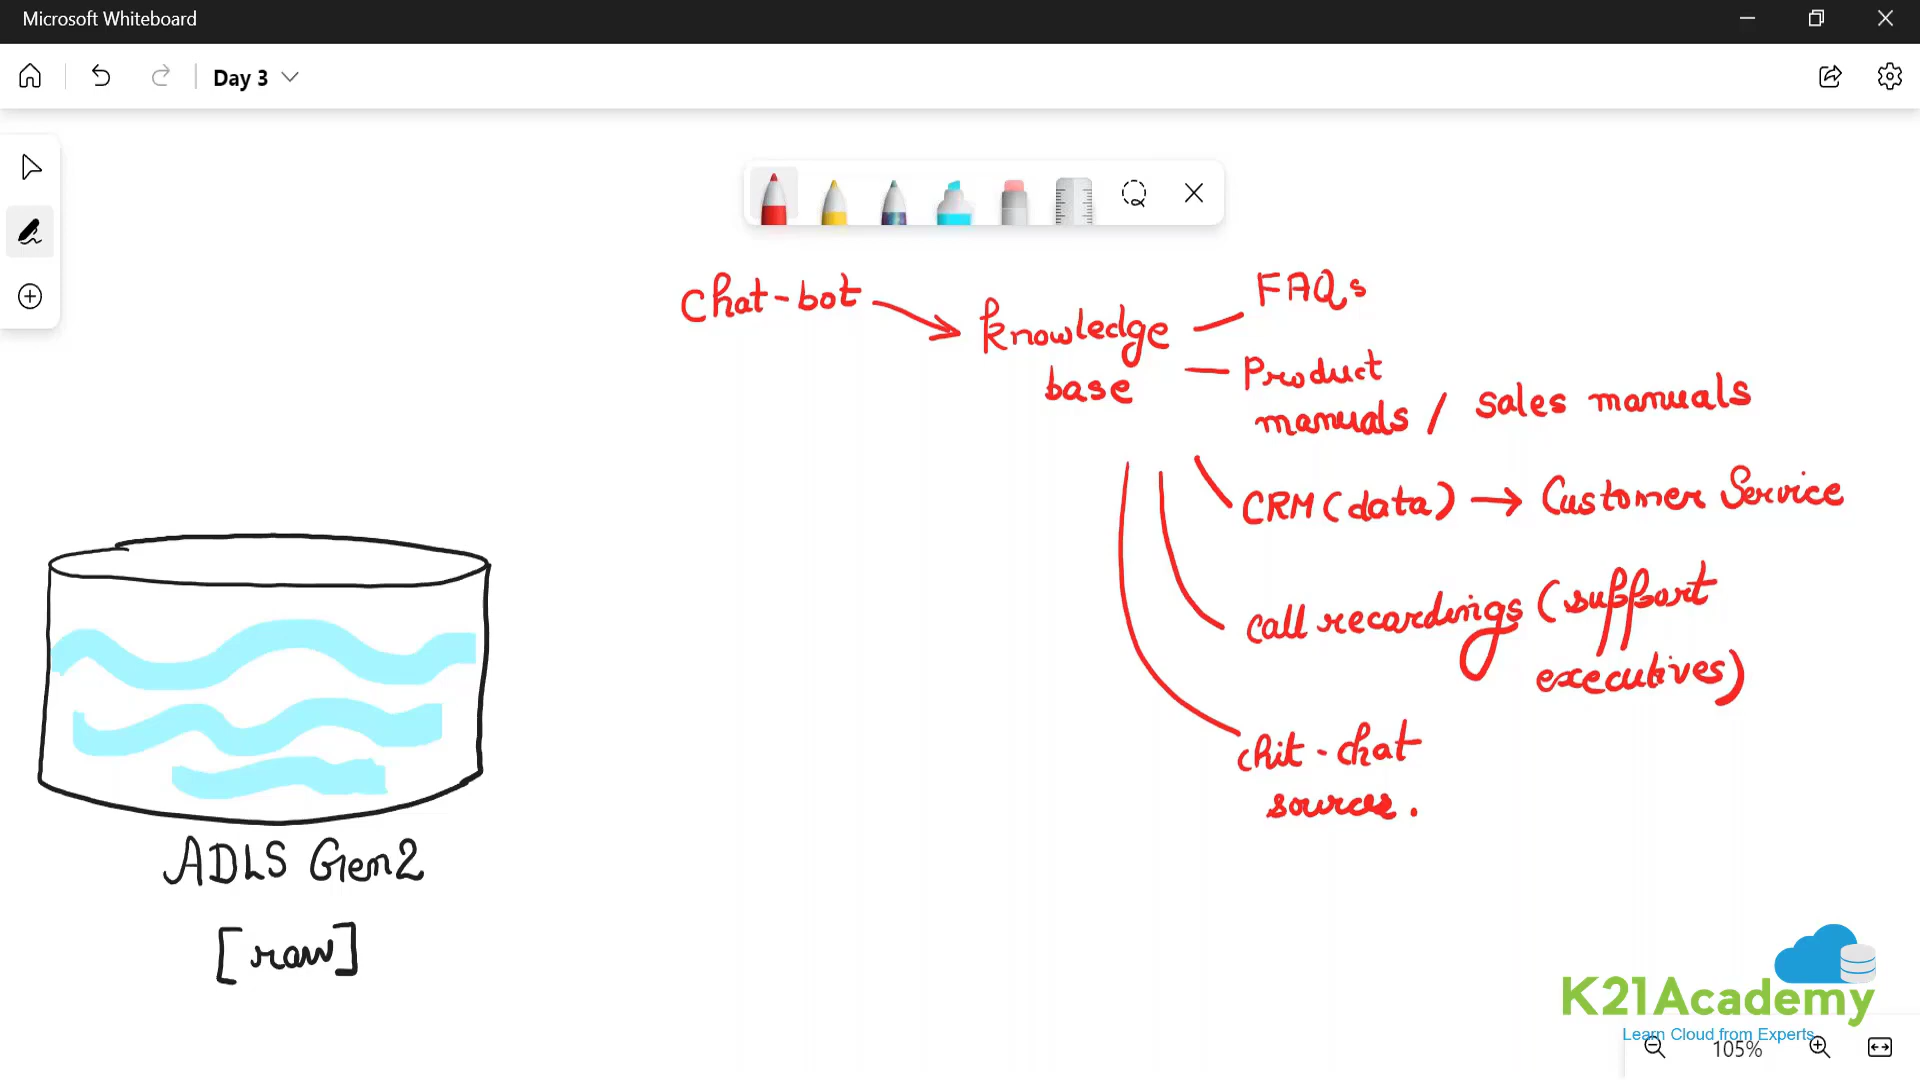 Microsoft Whiteboard
Day 3
Chat-bot
knowledge
base
FAQs
Product
manuals / sales manuals
CRM (data) → Customer Service
call recordings (support
executives)
chit-chat
sources.
ADLS Gen2
[raw]
K21Academy
Learn Cloud from Experts
105%